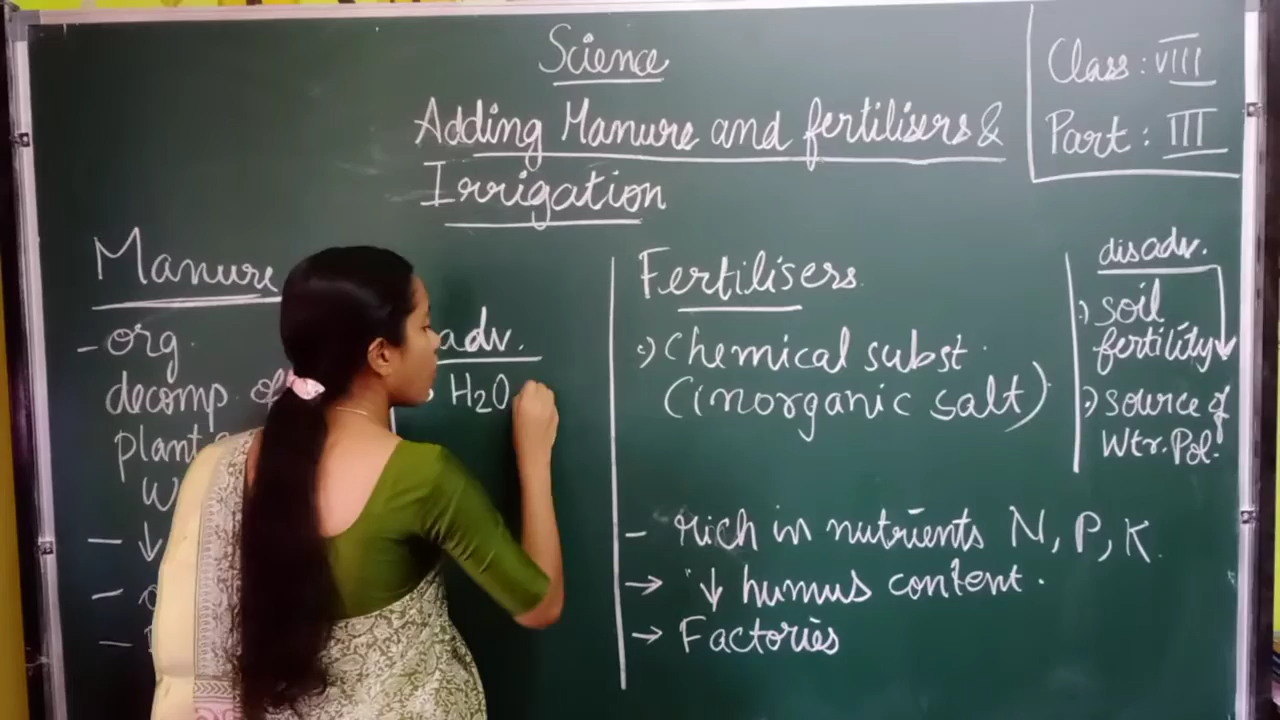 Science
Adding Manure and fertilisers &
Irrigation
Class: VIII
Part: III
Manure
- org.
decomp. of
plant
W
- ↓
-
-
adv.
H2O
Fertilisers
Chemical subst.
(inorganic salt)
- rich in nutrients N, P, K.
→ ↓ humus content.
→ Factories
disadv.
soil
fertility ↓
source of
Wtr. Pol.